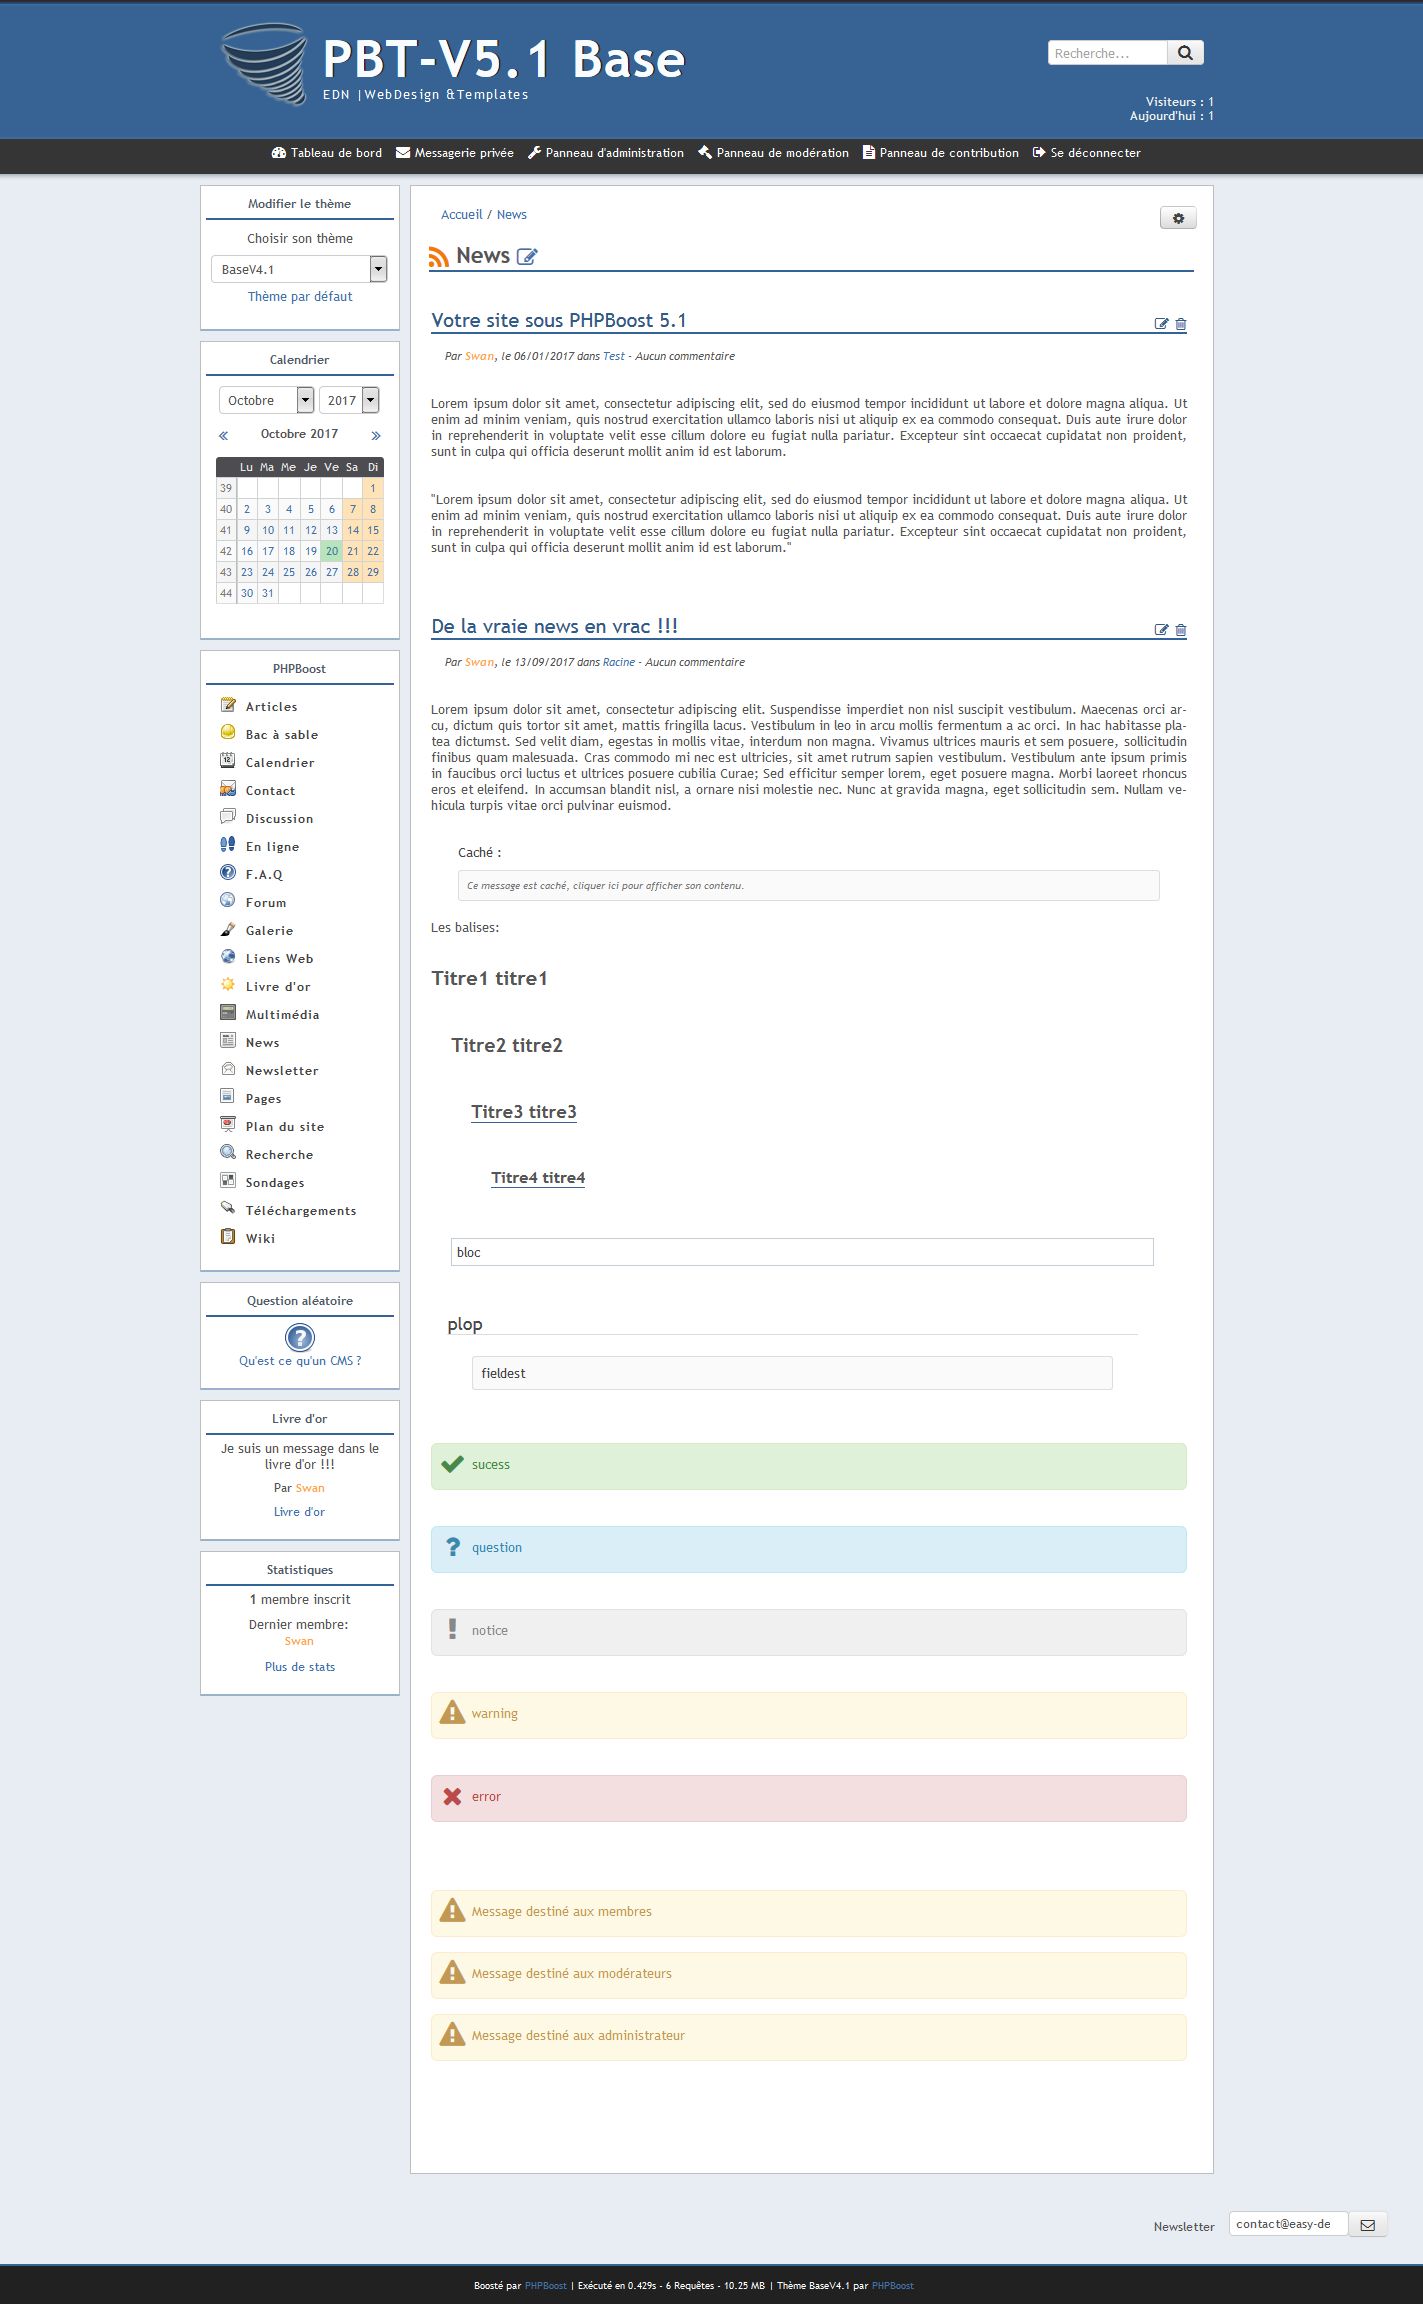 PBT-V5.1 Base
EDN |WebDesign &Templates
Recherche...
Visiteurs : 1
Aujourd'hui : 1
Tableau de bord Messagerie privée Panneau d'administration Panneau de modération Panneau de contribution Se déconnecter
Modifier le thème
Choisir son thème
BaseV4.1
Thème par défaut
Calendrier
Octobre 2017
« Octobre 2017 »
Lu Ma Me Je Ve Sa Di
39 1
40 2 3 4 5 6 7 8
41 9 10 11 12 13 14 15
42 16 17 18 19 20 21 22
43 23 24 25 26 27 28 29
44 30 31
PHPBoost
Articles
Bac à sable
Calendrier
Contact
Discussion
En ligne
F.A.Q
Forum
Galerie
Liens Web
Livre d'or
Multimédia
News
Newsletter
Pages
Plan du site
Recherche
Sondages
Téléchargements
Wiki
Question aléatoire
Qu'est ce qu'un CMS ?
Livre d'or
Je suis un message dans le
livre d'or !!!
Par Swan
Livre d'or
Statistiques
1 membre inscrit
Dernier membre:
Swan
Plus de stats
Accueil / News
News
Votre site sous PHPBoost 5.1
Par Swan, le 06/01/2017 dans Test - Aucun commentaire
Lorem ipsum dolor sit amet, consectetur adipiscing elit, sed do eiusmod tempor incididunt ut labore et dolore magna aliqua. Ut
enim ad minim veniam, quis nostrud exercitation ullamco laboris nisi ut aliquip ex ea commodo consequat. Duis aute irure dolor
in reprehenderit in voluptate velit esse cillum dolore eu fugiat nulla pariatur. Excepteur sint occaecat cupidatat non proident,
sunt in culpa qui officia deserunt mollit anim id est laborum.
"Lorem ipsum dolor sit amet, consectetur adipiscing elit, sed do eiusmod tempor incididunt ut labore et dolore magna aliqua. Ut
enim ad minim veniam, quis nostrud exercitation ullamco laboris nisi ut aliquip ex ea commodo consequat. Duis aute irure dolor
in reprehenderit in voluptate velit esse cillum dolore eu fugiat nulla pariatur. Excepteur sint occaecat cupidatat non proident,
sunt in culpa qui officia deserunt mollit anim id est laborum."
De la vraie news en vrac !!!
Par Swan, le 13/09/2017 dans Racine - Aucun commentaire
Lorem ipsum dolor sit amet, consectetur adipiscing elit. Suspendisse imperdiet non nisl suscipit vestibulum. Maecenas orci ar-
cu, dictum quis tortor sit amet, mattis fringilla lacus. Vestibulum in leo in arcu mollis fermentum a ac orci. In hac habitasse pla-
tea dictumst. Sed velit diam, egestas in mollis vitae, interdum non magna. Vivamus ultrices mauris et sem posuere, sollicitudin
finibus quam malesuada. Cras commodo mi nec est ultricies, sit amet rutrum sapien vestibulum. Vestibulum ante ipsum primis
in faucibus orci luctus et ultrices posuere cubilia Curae; Sed efficitur semper lorem, eget posuere magna. Morbi laoreet rhoncus
eros et eleifend. In accumsan blandit nisl, a ornare nisi molestie nec. Nunc at gravida magna, eget sollicitudin sem. Nullam ve-
hicula turpis vitae orci pulvinar euismod.
Caché :
Ce message est caché, cliquer ici pour afficher son contenu.
Les balises:
Titre1 titre1
Titre2 titre2
Titre3 titre3
Titre4 titre4
bloc
plop
fieldest
sucess
question
notice
warning
error
Message destiné aux membres
Message destiné aux modérateurs
Message destiné aux administrateur
Newsletter contact@easy-de
Boosté par PHPBoost | Exécuté en 0.429s - 6 Requêtes - 10.25 MB | Thème BaseV4.1 par PHPBoost